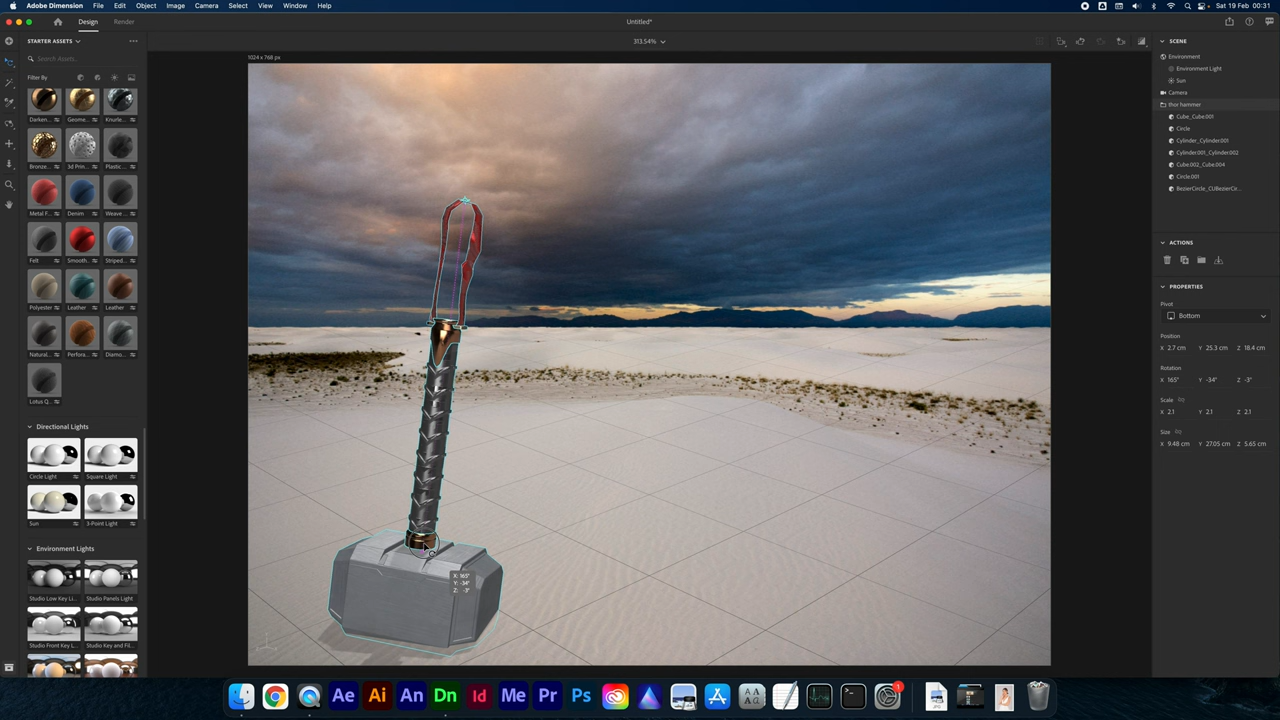 Adobe Dimension File Edit Object Image Camera Select View Window Help
Sat 19 Feb 00:31
Design Render
Untitled*
STARTER ASSETS
313.54%
SCENE
Search Assets...
1024 x 768 px
Environment
Environment Light
Filter By
Sun
Camera
thor hammer
Darken... Geome... Knurle...
Cube_Cube.001
Circle
Cylinder_Cylinder.001
Cylinder.001_Cylinder.002
Bronze... 3d Prin... Plastic...
Cube.002_Cube.004
Circle.001
BezierCircle_CUBezierCir...
Metal F... Denim Weave ...
ACTIONS
Felt Smooth... Striped...
PROPERTIES
Pivot
Polyester Leather Leather
Bottom
Position
X 2.7 cm Y 25.3 cm Z 18.4 cm
Natural... Perfora... Diamo...
Rotation
X 165° Y -34° Z -3°
Scale
Lotus Q...
X 2.1 Y 2.1 Z 2.1
Directional Lights
Size
X 9.48 cm Y 27.05 cm Z 5.65 cm
Circle Light Square Light
Sun 3-Point Light
Environment Lights
X: 165°
Y: -34°
Z: -3°
Studio Low Key Li... Studio Panels Light
Studio Front Key L... Studio Key and Fil...
Ae Ai An Dn Id Me Pr Ps
1